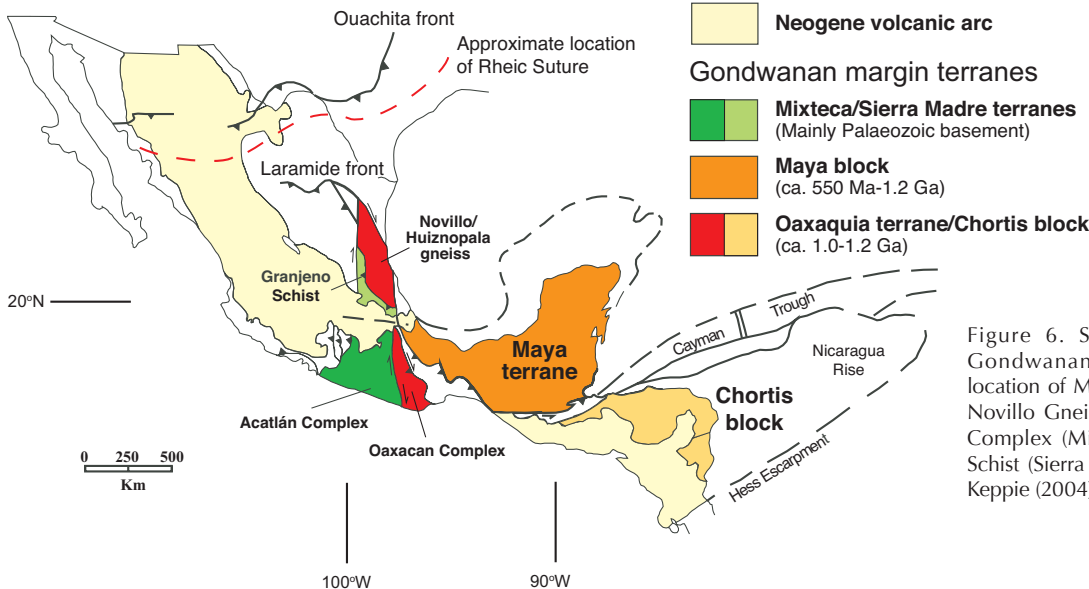 Ouachita front
Approximate location
of Rheic Suture
Laramide front
Novillo/
Huiznopala
gneiss
Granjeno
Schist
20°N
Maya
terrane
Cayman
Trough
Nicaragua
Rise
Chortis
block
Hess Escarpment
Acatlán Complex
Oaxacan Complex
0 250 500
Km
100°W
90°W
Neogene volcanic arc
Gondwanan margin terranes
Mixteca/Sierra Madre terranes
(Mainly Palaeozoic basement)
Maya block
(ca. 550 Ma-1.2 Ga)
Oaxaquia terrane/Chortis block
(ca. 1.0-1.2 Ga)
Figure 6. S
Gondwanan
location of M
Novillo Gnei
Complex (Mi
Schist (Sierra
Keppie (2004)